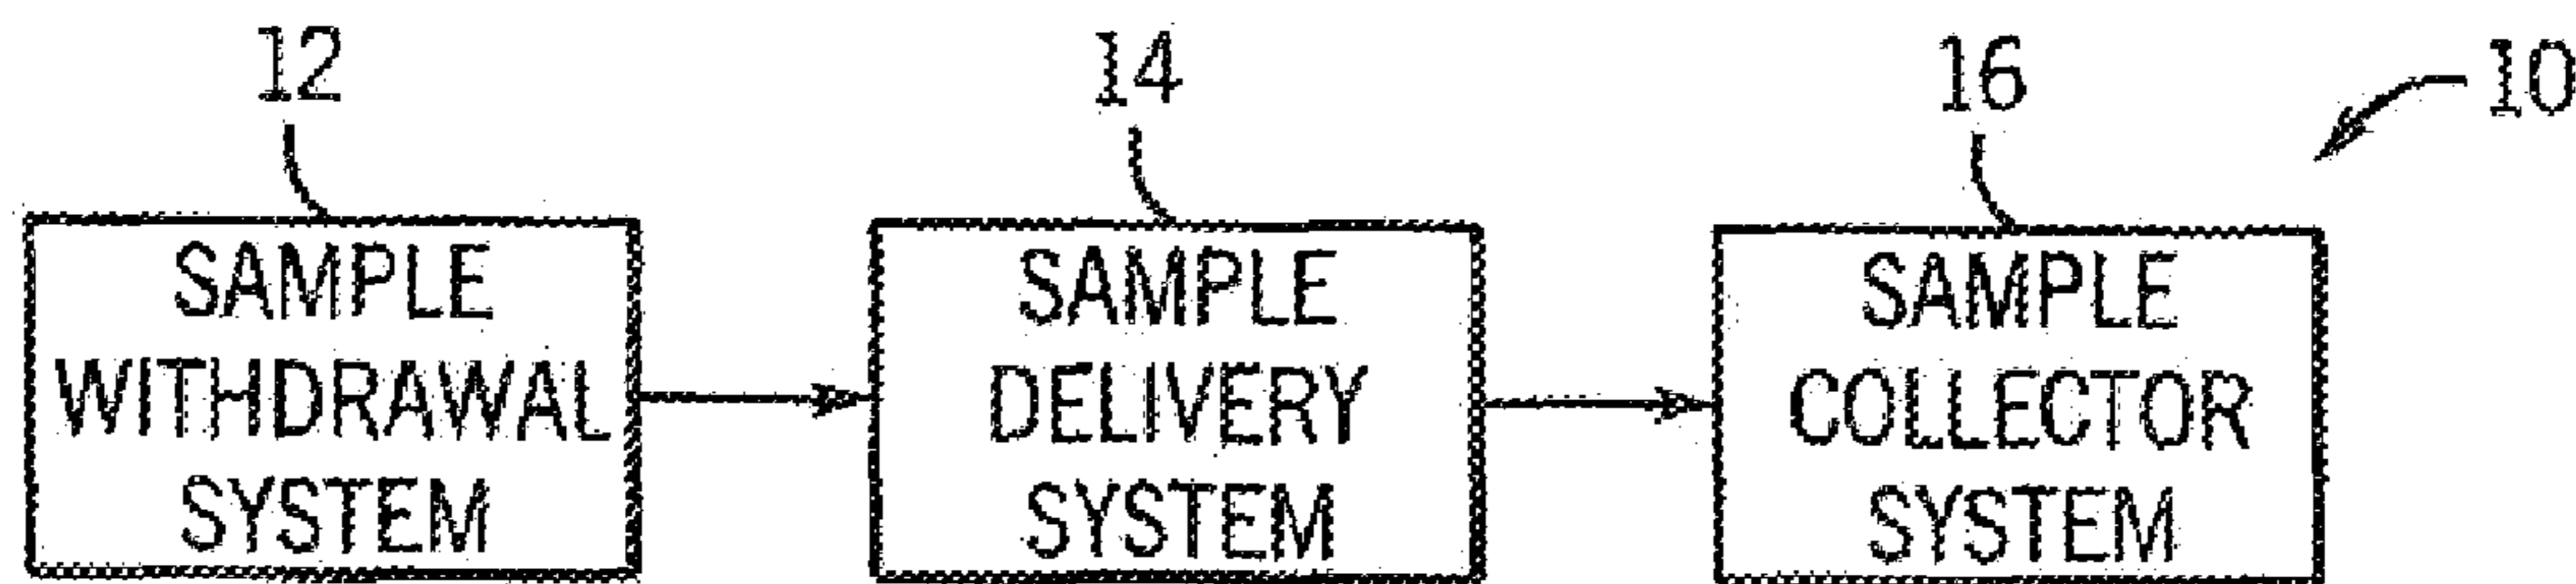 12
14
16
10
SAMPLE
WITHDRAWAL
SYSTEM
SAMPLE
DELIVERY
SYSTEM
SAMPLE
COLLECTOR
SYSTEM